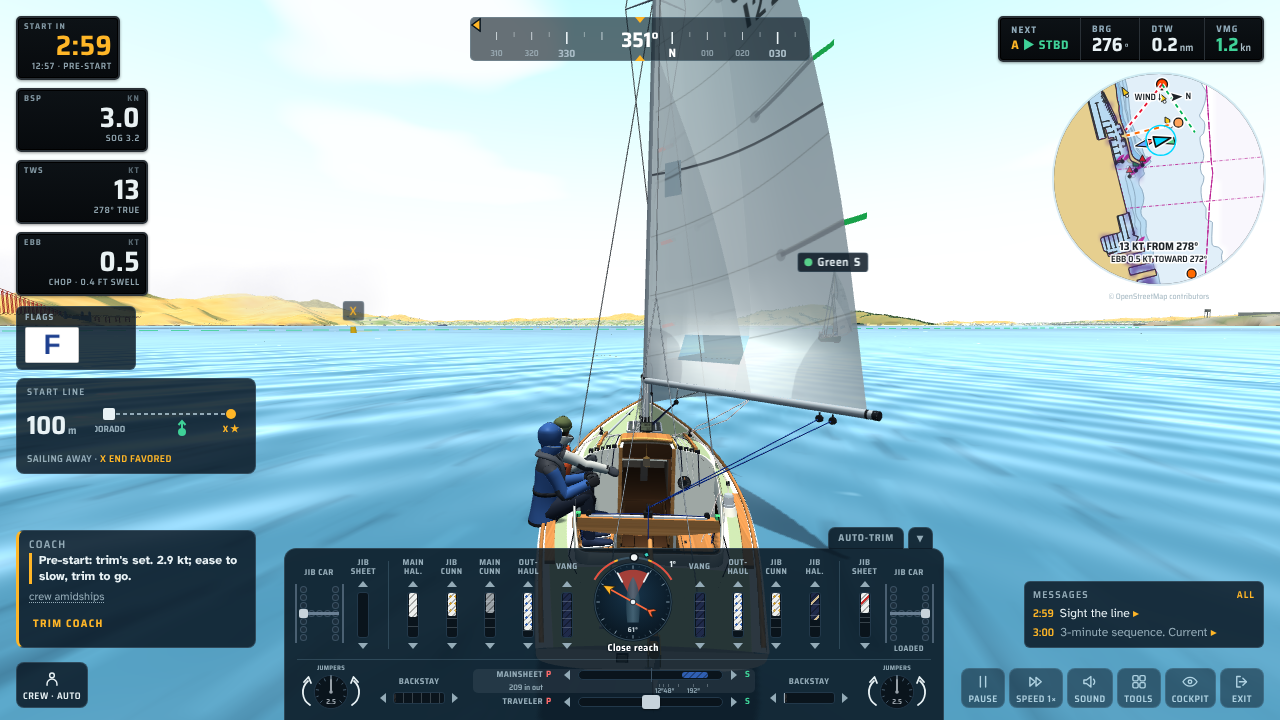 START IN
2:59
12:57 · PRE-START
BSP KN
3.0
SOG 3.2
TWS KT
13
278° TRUE
EBB KT
0.5
CHOP · 0.4 FT SWELL
FLAGS
F
START LINE
100 m
X ★
SAILING AWAY · X END FAVORED
COACH
Pre-start: trim's set. 2.9 kt; ease to
slow, trim to go.
crew amidships
TRIM COACH
CREW · AUTO
351°
310 320 330 N 010 020 030
X
Green S
NEXT BRG DTW VMG
A ▶ STBD 276° 0.2 nm 1.2 kn
WIND N
13 KT FROM 278°
EBB 0.5 KT TOWARD 272°
© OpenStreetMap contributors
AUTO-TRIM ▼
JIB CAR
JIB SHEET
MAIN HAL.
JIB CUNN
MAIN CUNN
OUT-HAUL
VANG
1°
61°
Close reach
VANG
OUT-HAUL
JIB CUNN
JIB HAL.
JIB SHEET
JIB CAR
LOADED
JUMPERS
2.5
BACKSTAY
MAINSHEET P S
209 in out
12°48° 192°
TRAVELER P S
BACKSTAY
JUMPERS
2.5
MESSAGES ALL
2:59 Sight the line ▸
3:00 3-minute sequence. Current ▸
PAUSE
SPEED 1×
SOUND
TOOLS
COCKPIT
EXIT